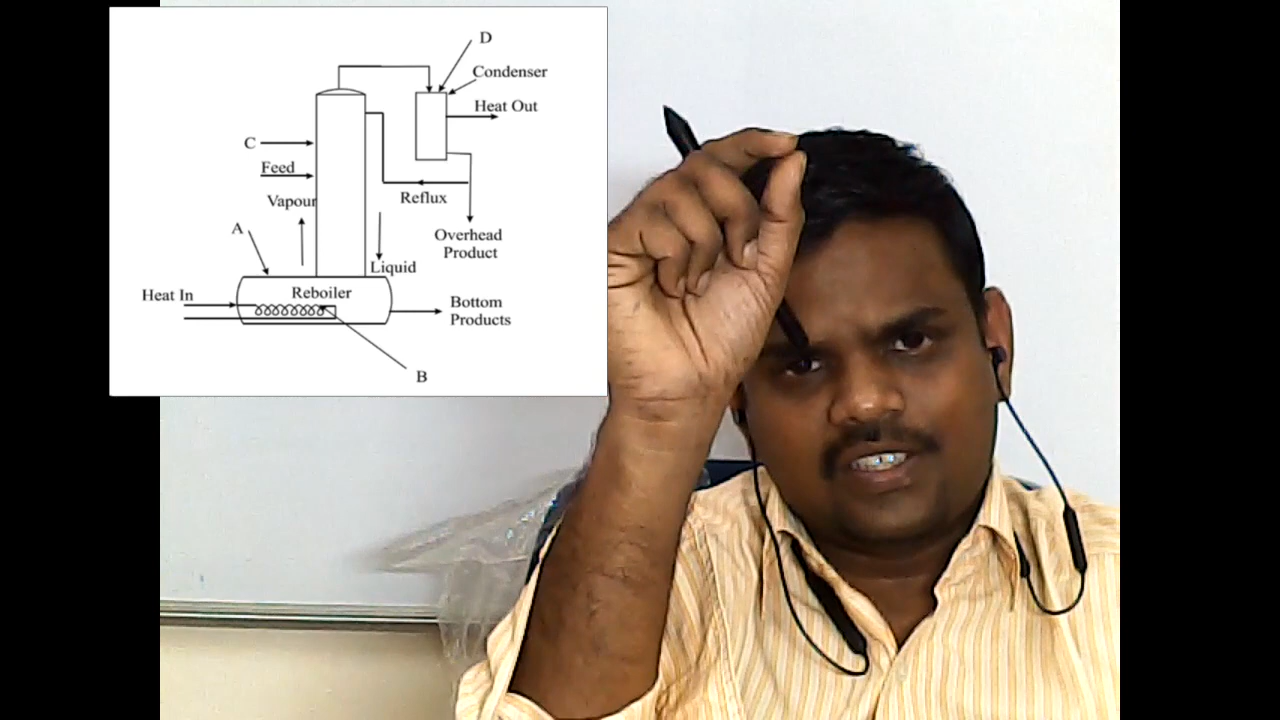 D
Condenser
Heat Out
C
Feed
Vapour
Reflux
A
Overhead
Product
Liquid
Heat In
Reboiler
Bottom
Products
B